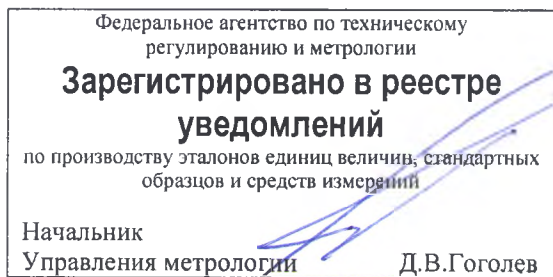 Федеральное агентство по техническому
регулированию и метрологии
Зарегистрировано в реестре
уведомлений
по производству эталонов единиц величин, стандартных
образцов и средств измерений
Начальник
Управления метрологии Д.В.Гоголев